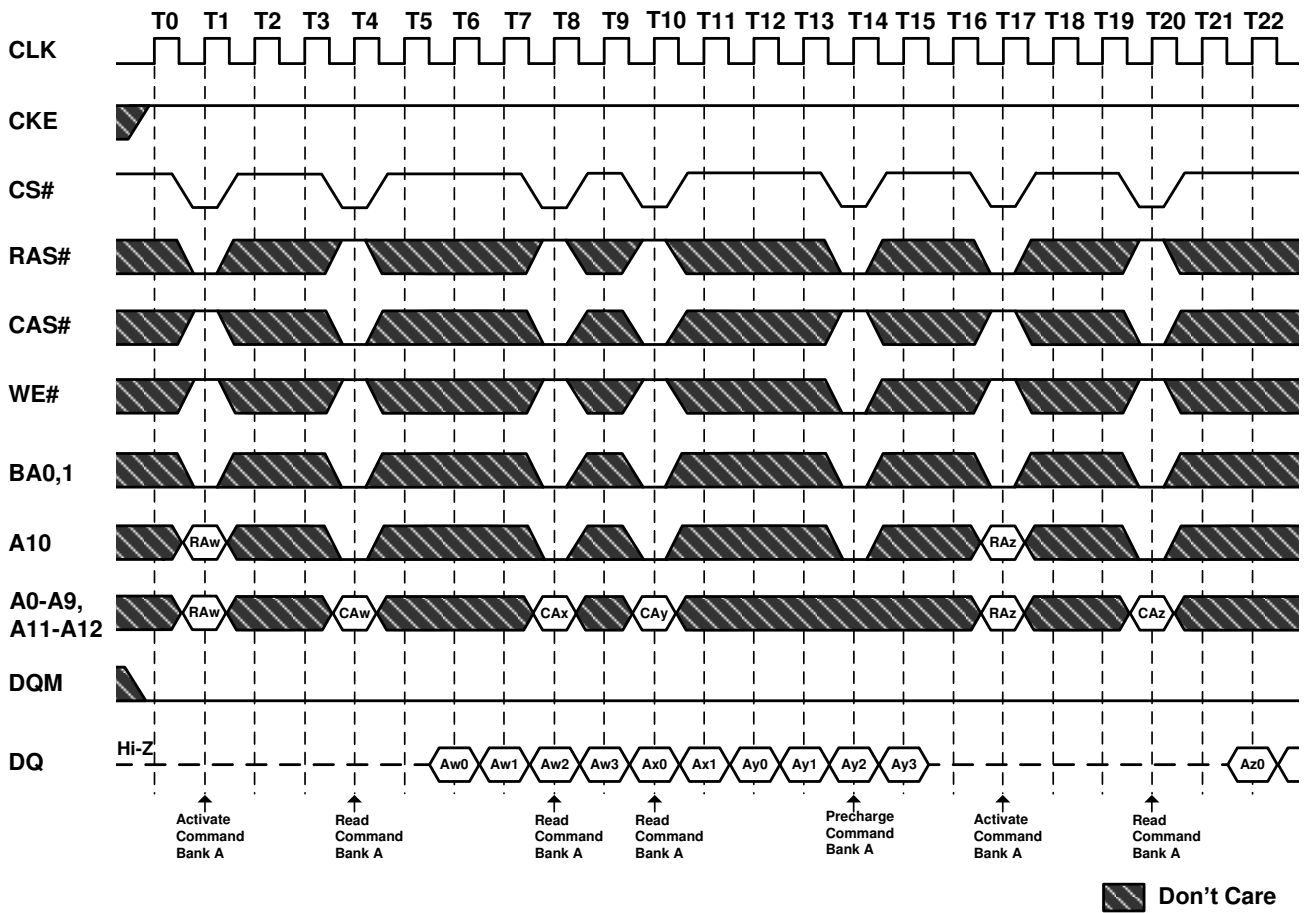 T0 T1 T2 T3 T4 T5 T6 T7 T8 T9 T10 T11 T12 T13 T14 T15 T16 T17 T18 T19 T20 T21 T22
CLK
CKE
CS#
RAS#
CAS#
WE#
BA0,1
A10 RAw RAz
A0-A9,
A11-A12 RAw CAw CAx CAy RAz CAz
DQM
Hi-Z
DQ Aw0 Aw1 Aw2 Aw3 Ax0 Ax1 Ay0 Ay1 Ay2 Ay3 Az0
Activate
Command
Bank A
Read
Command
Bank A
Read
Command
Bank A
Read
Command
Bank A
Precharge
Command
Bank A
Activate
Command
Bank A
Read
Command
Bank A
Don't Care